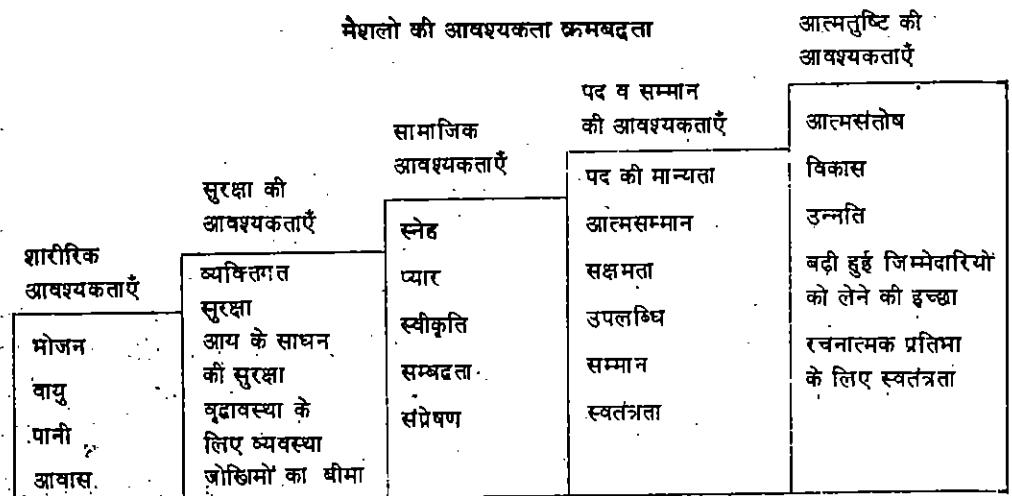 मैशलो की आवश्यकता क्रमबद्वता
शारीरिक
आवश्यकताएँ
भोजन
वायु
पानी
आवास
सुरक्षा की
आवश्यकताएँ
व्यक्तिगत
सुरक्षा
आय के साधन
की सुरक्षा
वृद्वावस्था के
लिए व्यवस्था
जोखिमों का बीमा
सामाजिक
आवश्यकताएँ
स्नेह
प्यार
स्वीकृति
सम्बद्वता
संप्रेषण
पद व सम्मान
की आवश्यकताएँ
पद की मान्यता
आत्मसम्मान
सक्षमता
उपलब्धि
सम्मान
स्वतंत्रता
आत्मतुष्टि की
आवश्यकताएँ
आत्मसंतोष
विकास
उन्नति
बढ़ी हुई जिम्मेदारियों
को लेने की इच्छा
रचनात्मक प्रतिभा
के लिए स्वतंत्रता